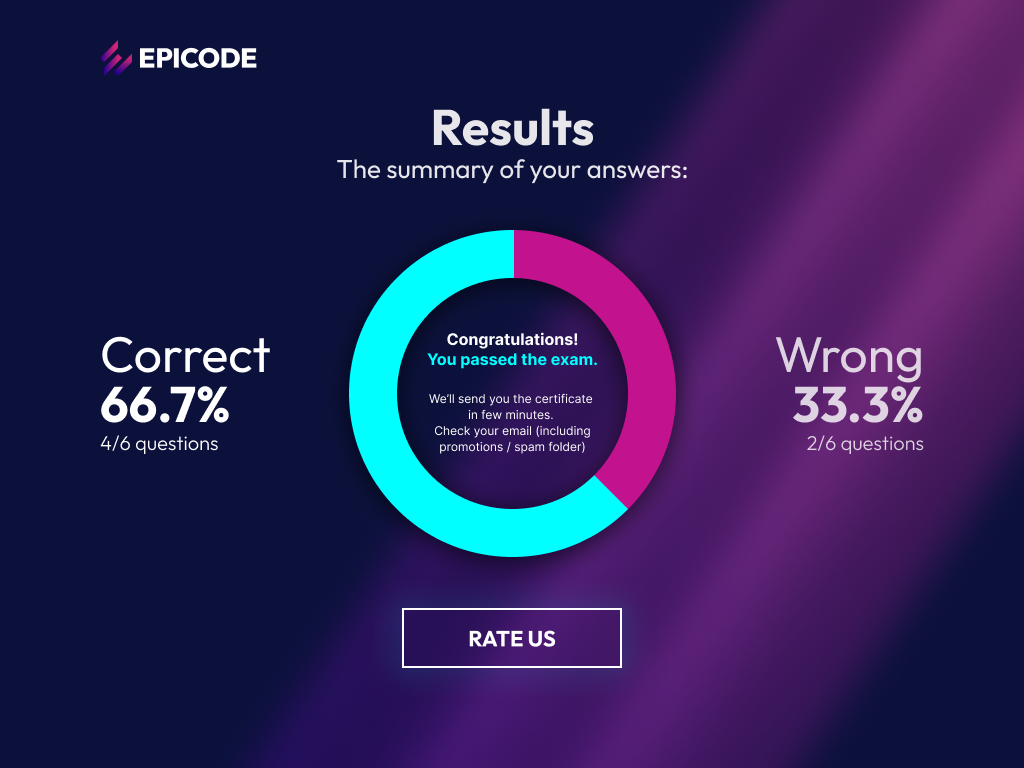 EPICODE
Results
The summary of your answers:
Correct
66.7%
4/6 questions
Congratulations!
You passed the exam.
We’ll send you the certificate
in few minutes.
Check your email (including
promotions / spam folder)
Wrong
33.3%
2/6 questions
RATE US